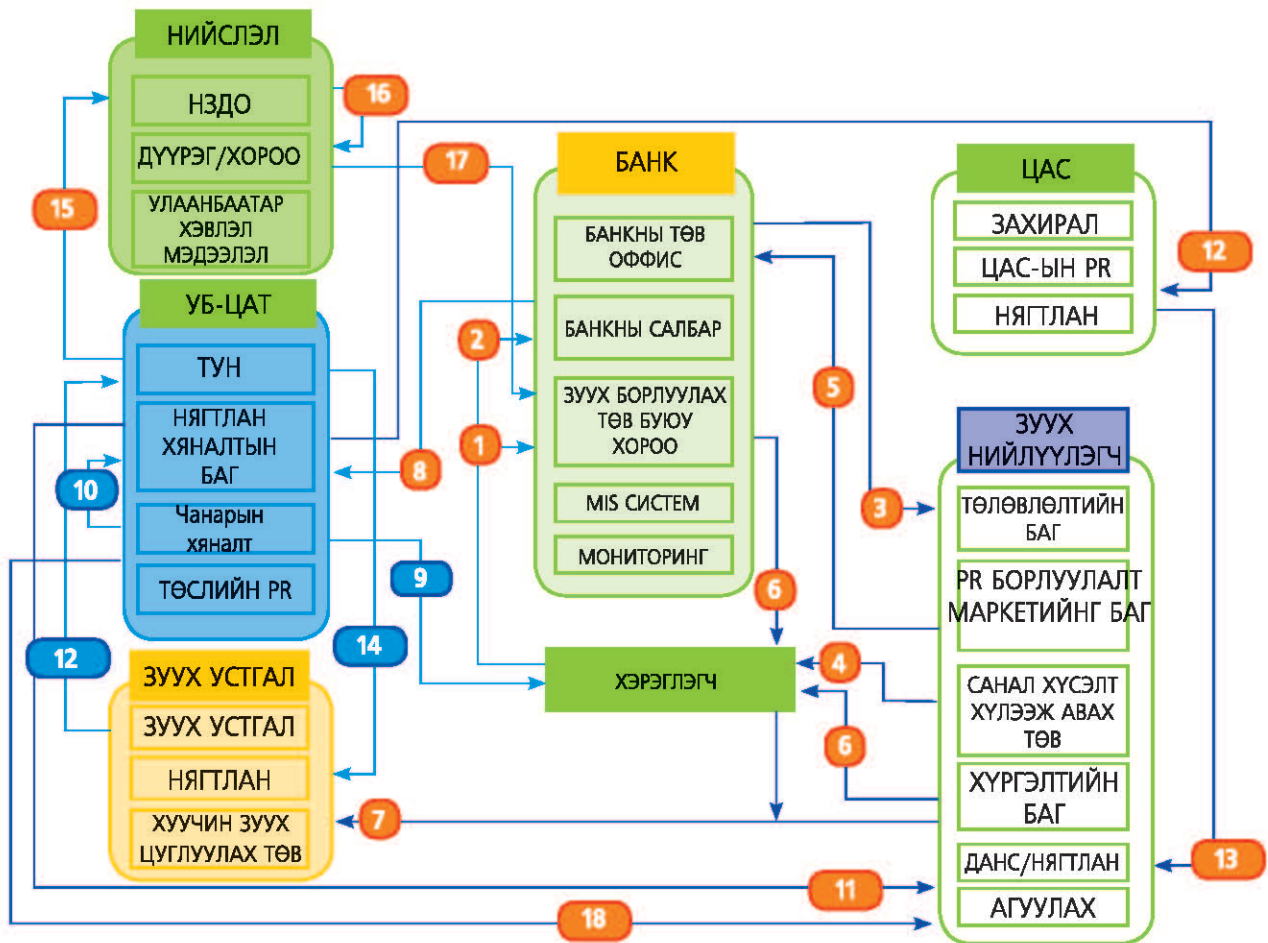 НИЙСЛЭЛ
НЗДО
ДҮҮРЭГ/ХОРОО
УЛААНБААТАР
ХЭВЛЭЛ
МЭДЭЭЛЭЛ
16
17
15
УБ-ЦАТ
ТУН
НЯГТЛАН
ХЯНАЛТЫН
БАГ
Чанарын
хяналт
ТӨСЛИЙН PR
10
12
14
9
8
ЗУУХ УСТГАЛ
ЗУУХ УСТГАЛ
НЯГТЛАН
ХУУЧИН ЗУУХ
ЦУГЛУУЛАХ ТӨВ
7
БАНК
БАНКНЫ ТӨВ
ОФФИС
БАНКНЫ САЛБАР
ЗУУХ БОРЛУУЛАХ
ТӨВ БУЮУ
ХОРОО
MIS СИСТЕМ
МОНИТОРИНГ
2
1
5
3
6
ХЭРЭГЛЭГЧ
4
6
ЦАС
ЗАХИРАЛ
ЦАС-ЫН PR
НЯГТЛАН
12
ЗУУХ
НИЙЛҮҮЛЭГЧ
ТӨЛӨВЛӨЛТИЙН
БАГ
PR БОРЛУУЛАЛТ
МАРКЕТИЙНГ БАГ
САНАЛ ХҮСЭЛТ
ХҮЛЭЭЖ АВАХ
ТӨВ
ХҮРГЭЛТИЙН
БАГ
ДАНС/НЯГТЛАН
АГУУЛАХ
13
11
18